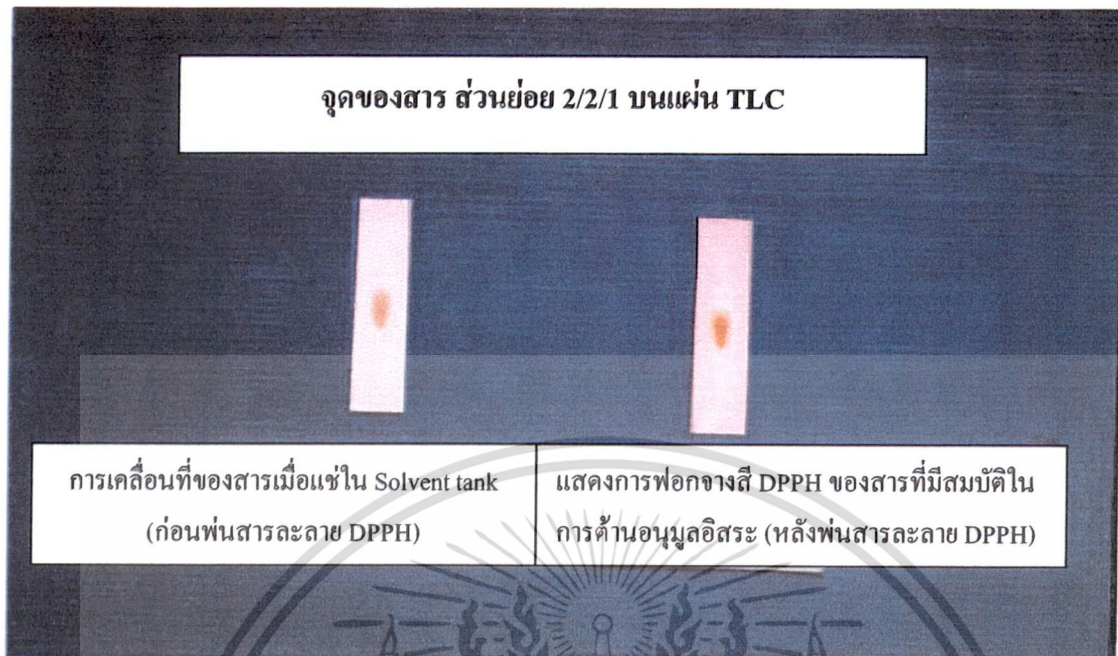 จุดของสาร ส่วนย่อย 2/2/1 บนแผ่น TLC
การเคลื่อนที่ของสารเมื่อแช่ใน Solvent tank
(ก่อนพ่นสารละลาย DPPH)
แสดงการฟอกจางสี DPPH ของสารที่มีสมบัติใน
การต้านอนุมูลอิสระ (หลังพ่นสารละลาย DPPH)